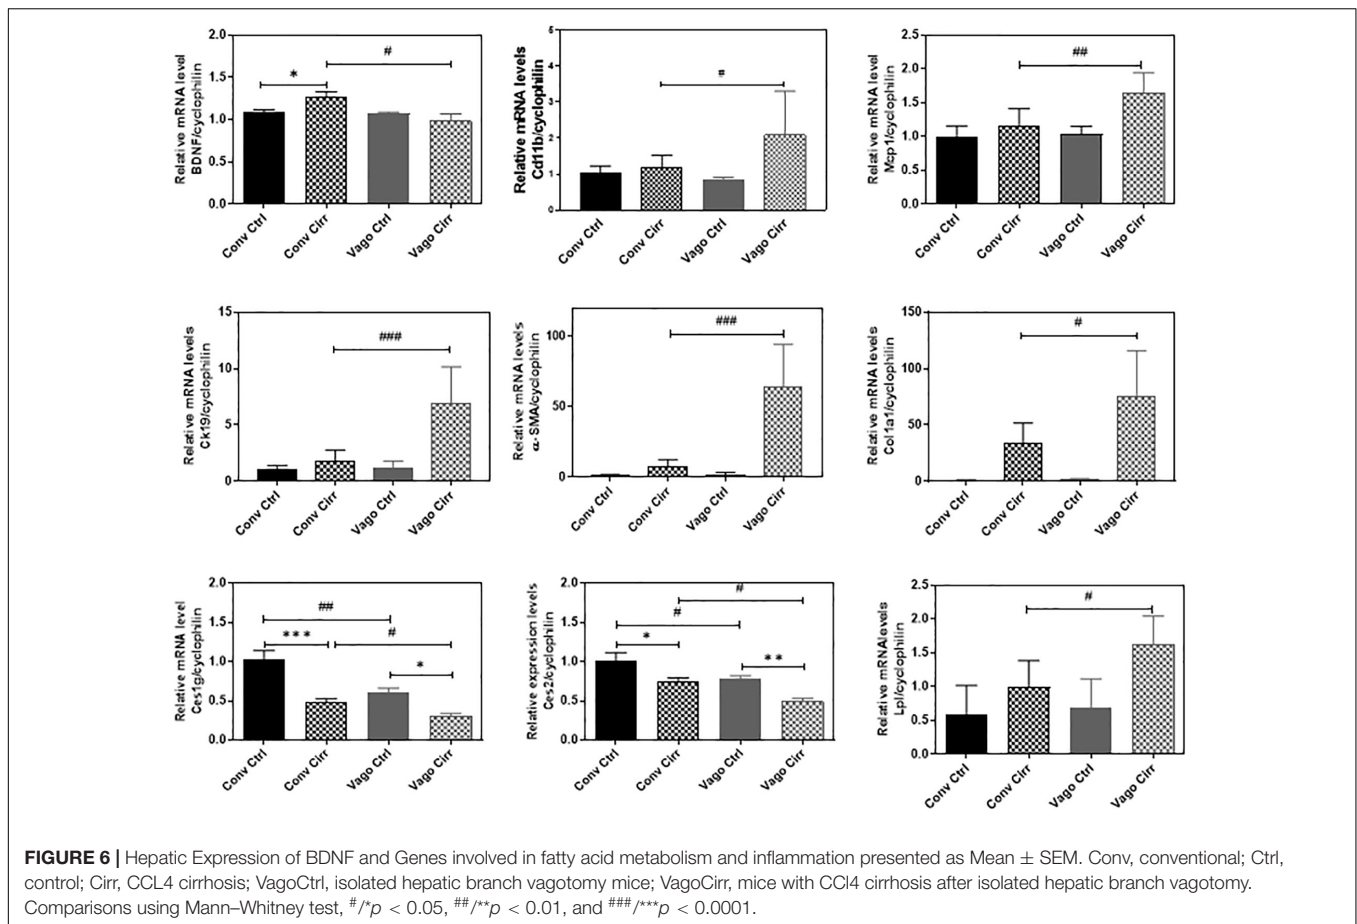 Relative mRNA level
BDNF/cyclophilin
2.0
1.5
1.0
0.5
0.0
*
#
Conv Ctrl
Conv Cirr
Vago Ctrl
Vago Cirr
Relative mRNA levels
Cd11b/cyclophilin
5
4
2
1
0
#
Conv Ctrl
Conv Cirr
Vago Ctrl
Vago Cirr
Relative mRNA level
Mcp1/cyclophilin
2.5
2.0
1.5
1.0
0.5
0.0
##
Conv Ctrl
Conv Cirr
Vago Ctrl
Vago Cirr
Relative mRNA levels
Ck19/cyclophilin
15
10
5
0
###
Conv Ctrl
Conv Cirr
Vago Ctrl
Vago Cirr
Relative mRNA levels
α-SMA/cyclophilin
100
50
0
###
Conv Ctrl
Conv Cirr
Vago Ctrl
Vago Cirr
Relative mRNA levels
Col1a1/cyclophilin
150
100
50
0
#
Conv Ctrl
Conv Cirr
Vago Ctrl
Vago Cirr
Relative mRNA level
Ces1g/cyclophilin
2.0
1.5
1.0
0.5
0.0
##
***
#
*
Conv Ctrl
Conv Cirr
Vago Ctrl
Vago Cirr
Relative expression levels
Ces2/cyclophilin
2.0
1.5
1.0
0.5
0.0
#
#
*
**
Conv Ctrl
Conv Cirr
Vago Ctrl
Vago Cirr
Relative mRNAlevels
Lpl/cyclophilin
2.5
2.0
1.5
1.0
0.5
0.0
#
Conv Ctrl
Conv Cirr
Vago Ctrl
Vago Cirr
FIGURE 6 | Hepatic Expression of BDNF and Genes involved in fatty acid metabolism and inflammation presented as Mean ± SEM. Conv, conventional; Ctrl,
control; Cirr, CCL4 cirrhosis; VagoCtrl, isolated hepatic branch vagotomy mice; VagoCirr, mice with CCl4 cirrhosis after isolated hepatic branch vagotomy.
Comparisons using Mann–Whitney test, #/*p < 0.05, ##/**p < 0.01, and ###/***p < 0.0001.